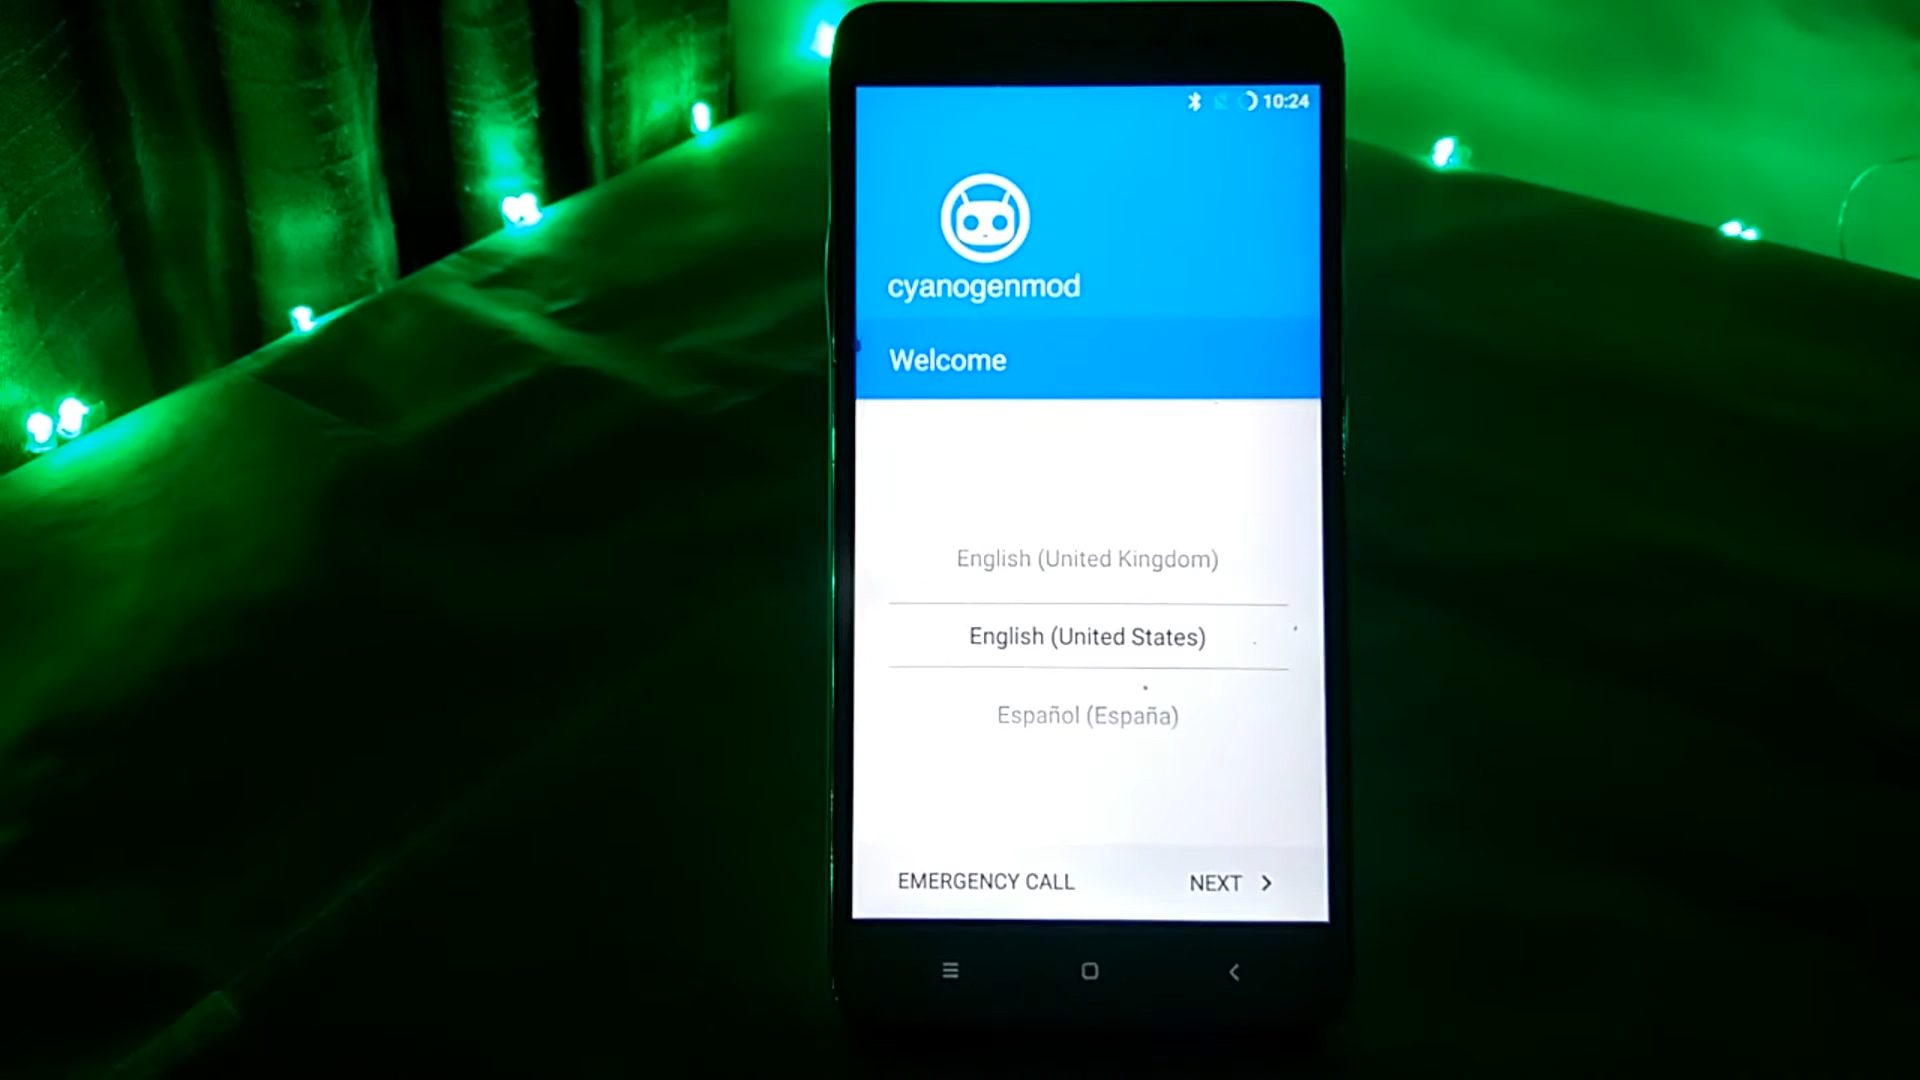 10:24
cyanogenmod
Welcome
English (United Kingdom)
English (United States)
Español (España)
EMERGENCY CALL NEXT